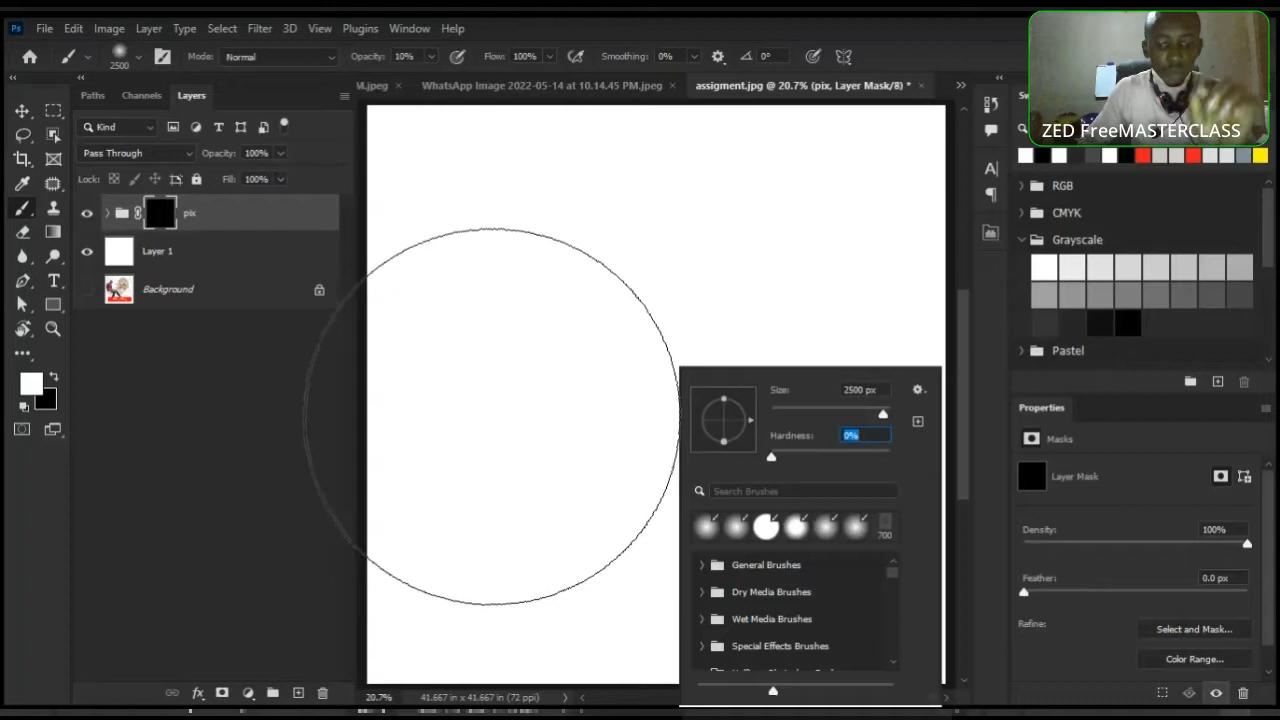 Ps File Edit Image Layer Type Select Filter 3D View Plugins Window Help
2500 Mode: Normal Opacity: 10% Flow: 100% Smoothing: 0% 0°
M.jpeg × WhatsApp Image 2022-05-14 at 10.14.45 PM.jpeg × assigment.jpg @ 20.7% (pix, Layer Mask/8) * ×
ZED FreeMASTERCLASS
Paths Channels Layers
Kind
Pass Through Opacity: 100%
Lock: Fill: 100%
pix
Layer 1
Background
RGB
CMYK
Grayscale
Pastel
Size: 2500 px
Hardness: 0%
Search Brushes
700
General Brushes
Dry Media Brushes
Wet Media Brushes
Special Effects Brushes
Properties
Masks
Layer Mask
Density: 100%
Feather: 0.0 px
Refine: Select and Mask...
Color Range...
20.7% 41.667 in x 41.667 in (72 ppi)